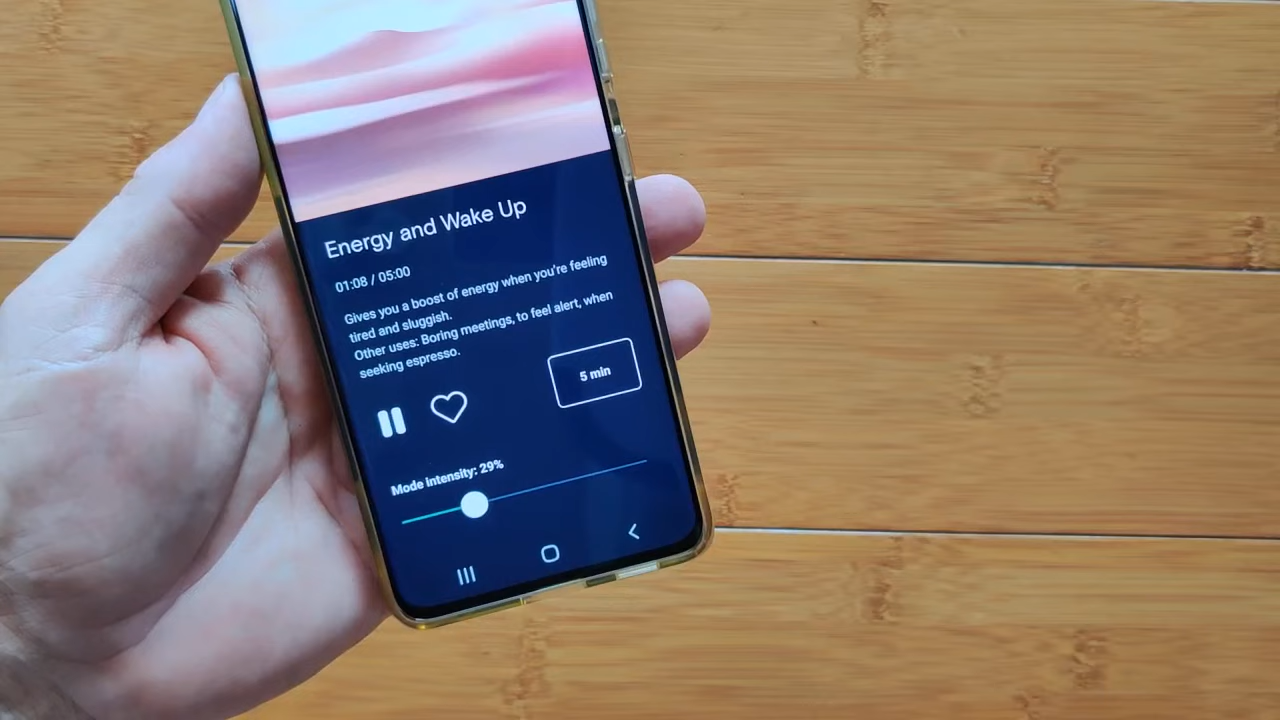 Energy and Wake Up
01:08 / 05:00
Gives you a boost of energy when you're feeling
tired and sluggish.
Other uses: Boring meetings, to feel alert, when
seeking espresso.
5 min
Mode intensity: 29%